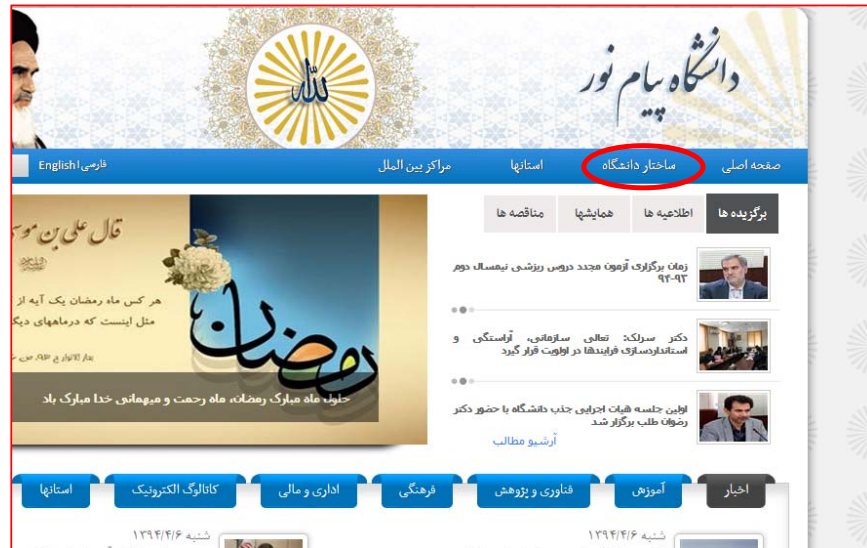 دانشگاه پیام نور
صفحه اصلی ساختار دانشگاه استانها مراکز بین الملل فارسی | English
برگزیده ها اطلاعیه ها همایشها مناقصه ها
زمان برگزاری آزمون مجدد دروس ریزشی نیمسال دوم
۹۴-۹۳
دکتر سرلک: تعالی سازمانی، آراستگی و
استانداردسازی فرایندها در اولویت قرار گیرد
اولین جلسه هیات اجرایی جذب دانشگاه با حضور دکتر
رضوان طلب برگزار شد
آرشیو مطالب
قال علی بن موسی
هر کس ماه رمضان یک آیه از
مثل اینست که درماههای دیگ
بحار الانوار ج ۹۳، ص
رمضان
حلول ماه مبارک رمضان، ماه رحمت و میهمانی خدا مبارک باد
اخبار آموزش فناوری و پژوهش فرهنگی اداری و مالی کاتالوگ الکترونیک استانها
شنبه ۱۳۹۴/۴/۶ شنبه ۱۳۹۴/۴/۶